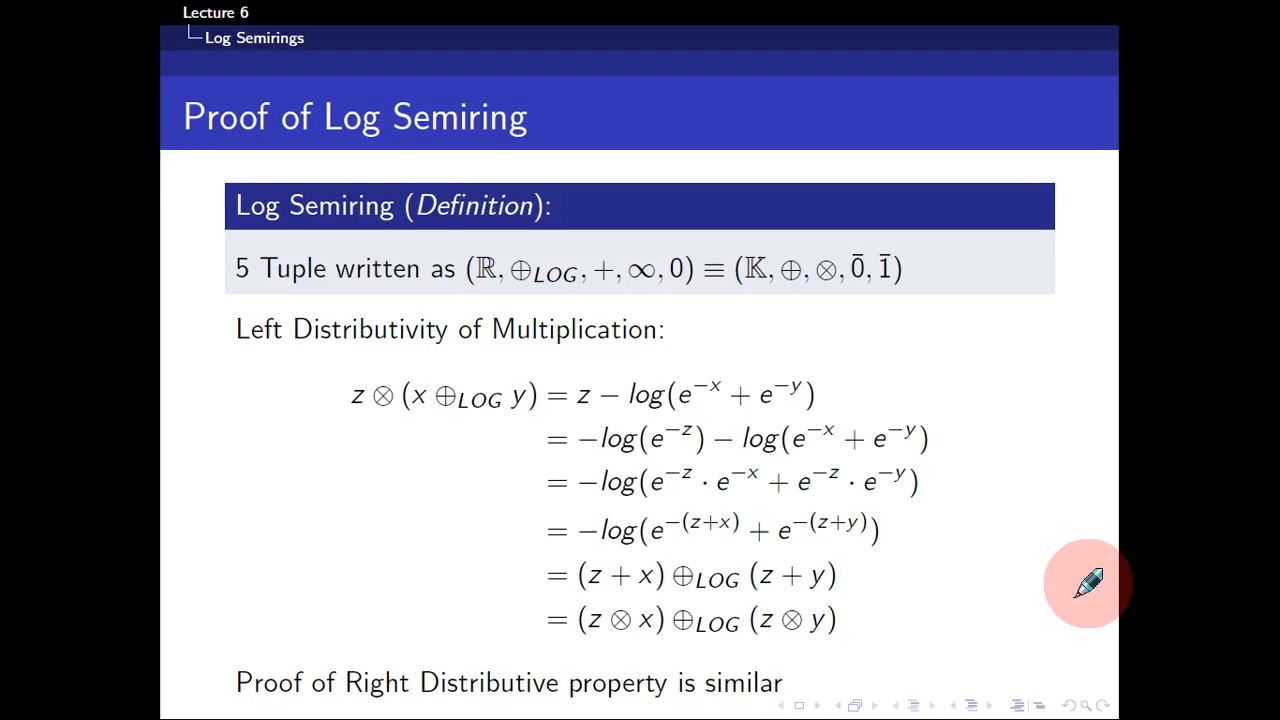 Lecture 6
Log Semirings
Proof of Log Semiring
Log Semiring (Definition):
5 Tuple written as (ℝ, ⊕_LOG, +, ∞, 0) ≡ (𝕂, ⊕, ⊗, 0̄, 1̄)
Left Distributivity of Multiplication:
z ⊗ (x ⊕_LOG y) = z − log(e^{−x} + e^{−y})
= −log(e^{−z}) − log(e^{−x} + e^{−y})
= −log(e^{−z} · e^{−x} + e^{−z} · e^{−y})
= −log(e^{−(z+x)} + e^{−(z+y)})
= (z + x) ⊕_LOG (z + y)
= (z ⊗ x) ⊕_LOG (z ⊗ y)
Proof of Right Distributive property is similar